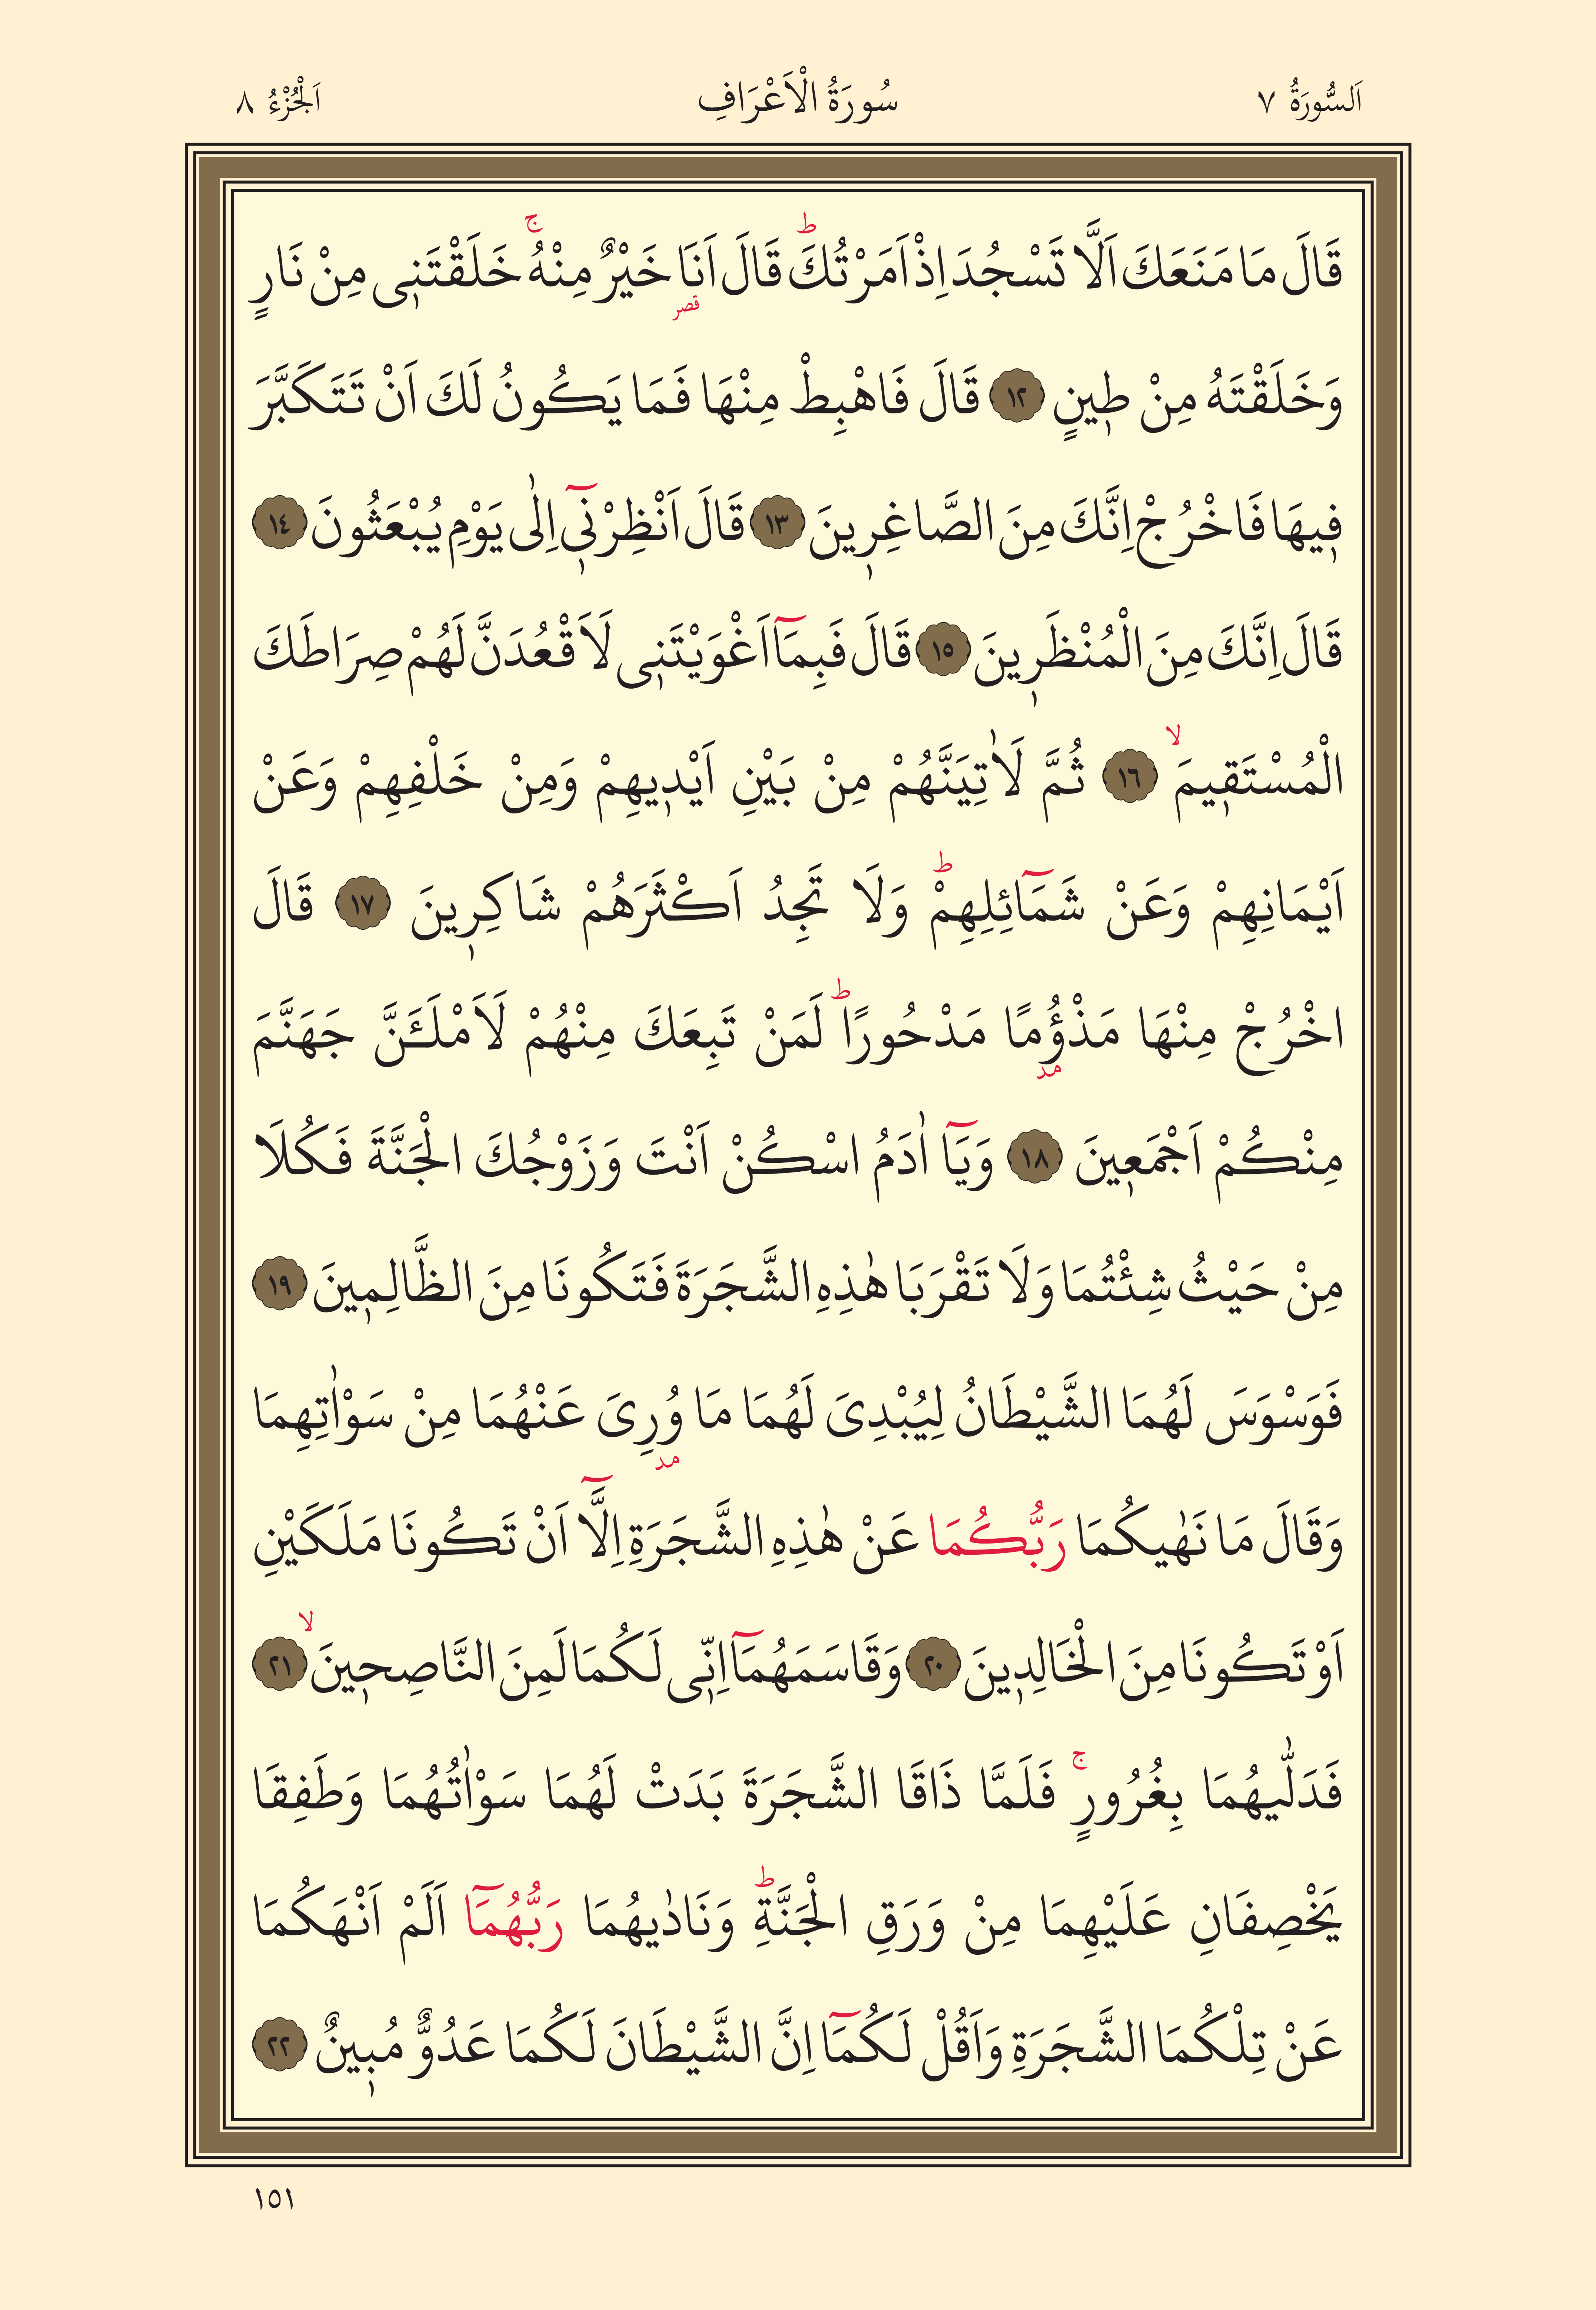 اَلسُّورَةُ ٧ سُورَةُ الْاَعْرَافِ اَلْجُزْءُ ٨
قَالَ مَا مَنَعَكَ اَلَّا تَسْجُدَ اِذْ اَمَرْتُكَ ؕ قَالَ اَنَا۬ قصر خَيْرٌ مِنْهُ ۚ خَلَقْتَنٖى مِنْ نَارٍ
وَخَلَقْتَهُ مِنْ طٖينٍ ١٢ قَالَ فَاهْبِطْ مِنْهَا فَمَا يَكُونُ لَكَ اَنْ تَتَكَبَّرَ
فٖيهَا فَاخْرُجْ اِنَّكَ مِنَ الصَّاغِرٖينَ ١٣ قَالَ اَنْظِرْنٖٓى اِلٰى يَوْمِ يُبْعَثُونَ ١٤
قَالَ اِنَّكَ مِنَ الْمُنْظَرٖينَ ١٥ قَالَ فَبِمَٓا اَغْوَيْتَنٖى لَاَقْعُدَنَّ لَهُمْ صِرَاطَكَ
الْمُسْتَقٖيمَ ۙ ١٦ ثُمَّ لَاٰتِيَنَّهُمْ مِنْ بَيْنِ اَيْدٖيهِمْ وَمِنْ خَلْفِهِمْ وَعَنْ
اَيْمَانِهِمْ وَعَنْ شَمَٓائِلِهِمْ ؕ وَلَا تَجِدُ اَكْثَرَهُمْ شَاكِرٖينَ ١٧ قَالَ
اخْرُجْ مِنْهَا مَذْؤُمًا مد مَدْحُورًا ؕ لَمَنْ تَبِعَكَ مِنْهُمْ لَاَمْلَـَٔنَّ جَهَنَّمَ
مِنْكُمْ اَجْمَعٖينَ ١٨ وَيَٓا اٰدَمُ اسْكُنْ اَنْتَ وَزَوْجُكَ الْجَنَّةَ فَكُلَا
مِنْ حَيْثُ شِئْتُمَا وَلَا تَقْرَبَا هٰذِهِ الشَّجَرَةَ فَتَكُونَا مِنَ الظَّالِمٖينَ ١٩
فَوَسْوَسَ لَهُمَا الشَّيْطَانُ لِيُبْدِىَ لَهُمَا مَا وُرِىَ مد عَنْهُمَا مِنْ سَوْاٰتِهِمَا
وَقَالَ مَا نَهٰيكُمَا رَبُّكُمَا عَنْ هٰذِهِ الشَّجَرَةِ اِلَّٓا اَنْ تَكُونَا مَلَكَيْنِ
اَوْ تَكُونَا مِنَ الْخَالِدٖينَ ٢٠ وَقَاسَمَهُمَٓا اِنّٖى لَكُمَا لَمِنَ النَّاصِحٖينَ ۙ ٢١
فَدَلّٰيهُمَا بِغُرُورٍ ۚ فَلَمَّا ذَاقَا الشَّجَرَةَ بَدَتْ لَهُمَا سَوْاٰتُهُمَا وَطَفِقَا
يَخْصِفَانِ عَلَيْهِمَا مِنْ وَرَقِ الْجَنَّةِ ؕ وَنَادٰيهُمَا رَبُّهُمَٓا اَلَمْ اَنْهَكُمَا
عَنْ تِلْكُمَا الشَّجَرَةِ وَاَقُلْ لَكُمَٓا اِنَّ الشَّيْطَانَ لَكُمَا عَدُوٌّ مُبٖينٌ ٢٢
١٥١